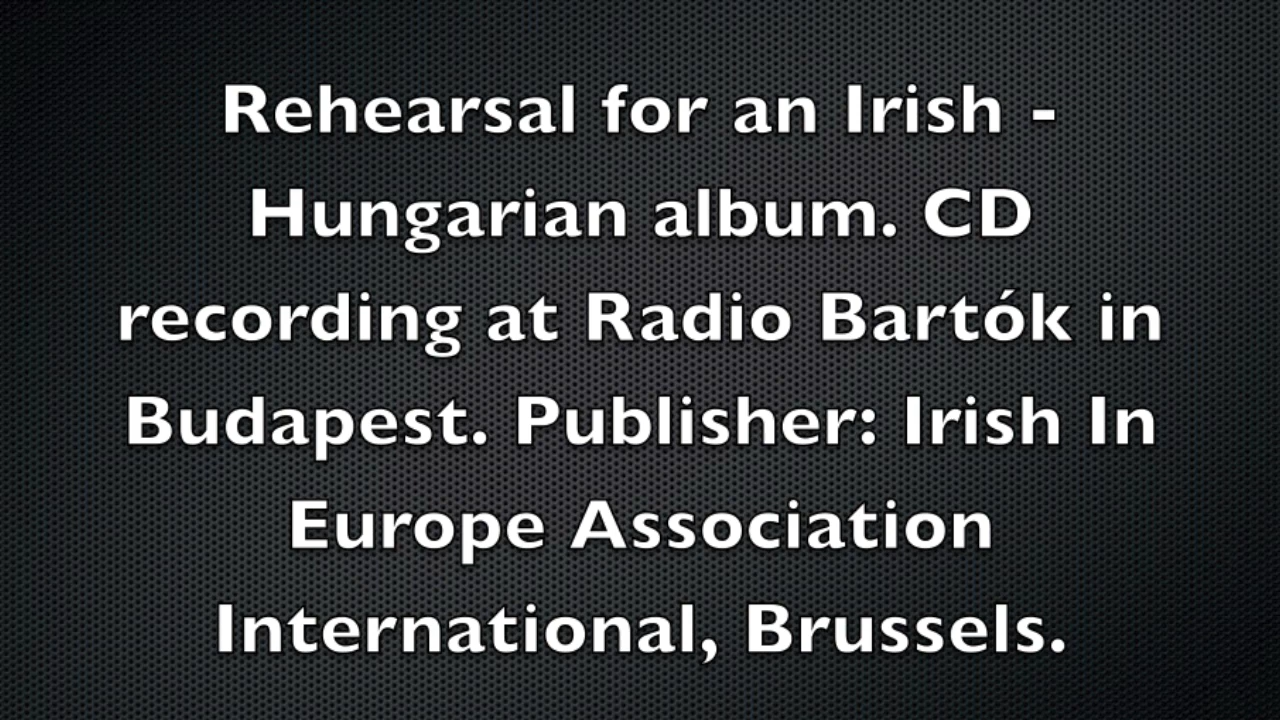 Rehearsal for an Irish -
Hungarian album. CD
recording at Radio Bartók in
Budapest. Publisher: Irish In
Europe Association
International, Brussels.